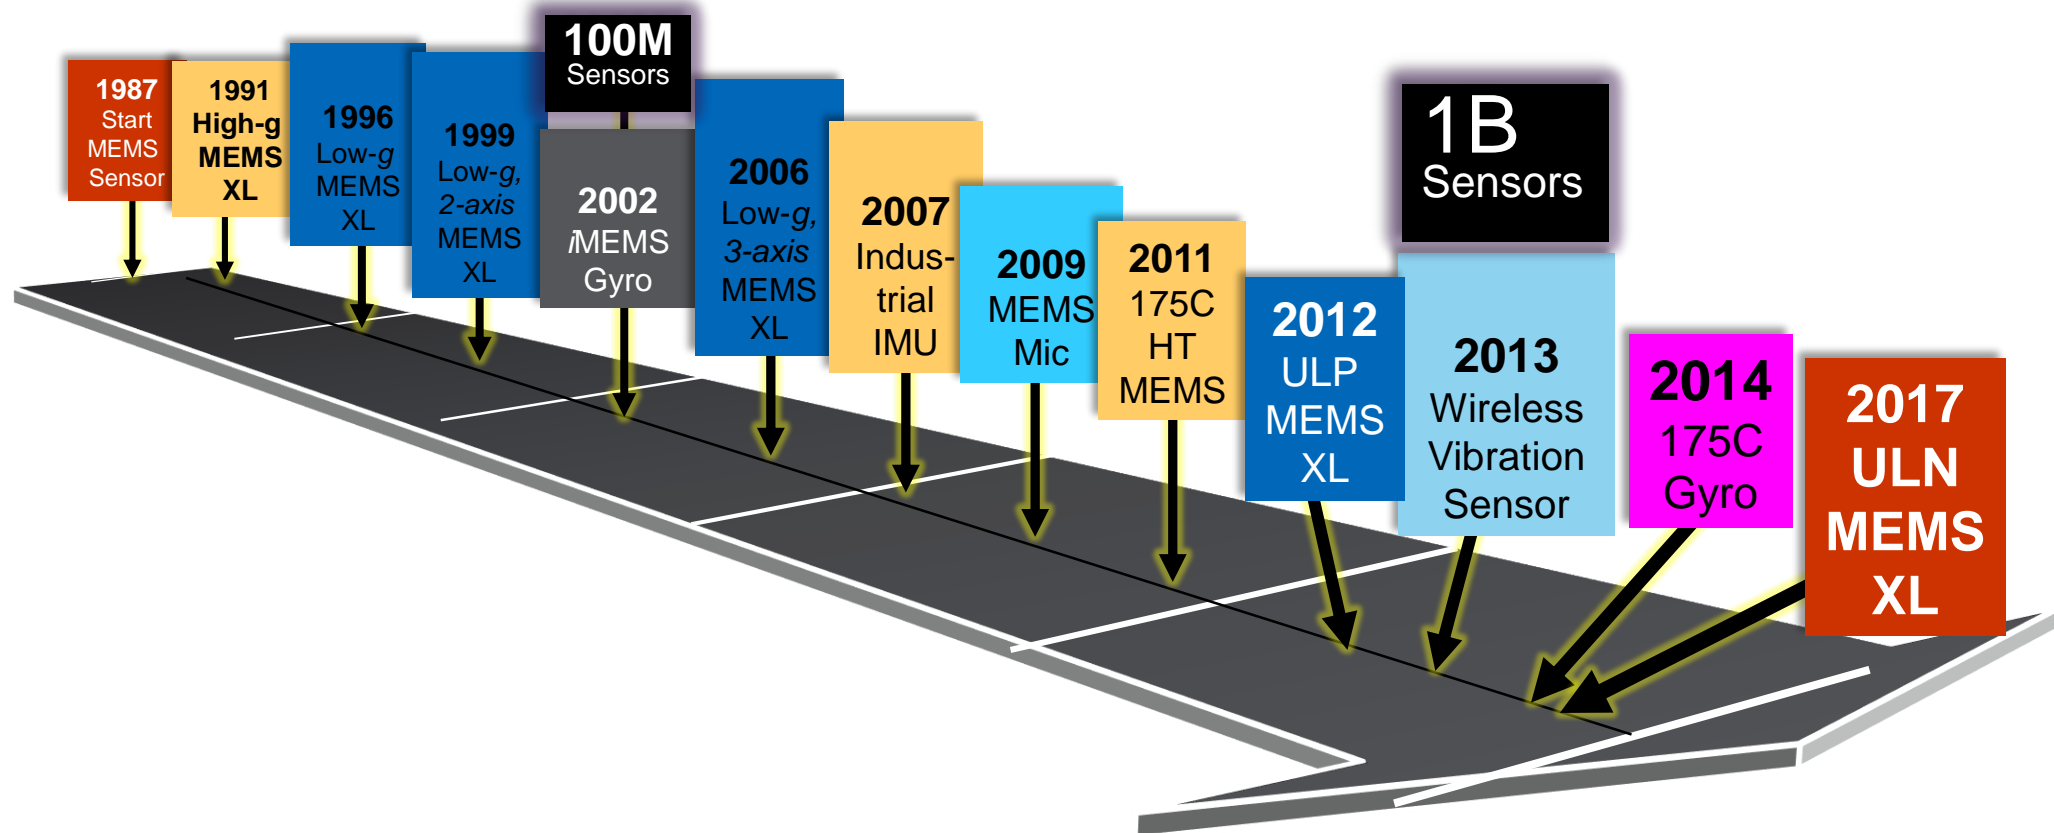 1987
Start
MEMS
Sensor
1991
High-g
MEMS
XL
1996
Low-g
MEMS
XL
1999
Low-g,
2-axis
MEMS
XL
100M
Sensors
2002
iMEMS
Gyro
2006
Low-g,
3-axis
MEMS
XL
2007
Indus-
trial
IMU
2009
MEMS
Mic
2011
175C
HT
MEMS
2012
ULP
MEMS
XL
1B
Sensors
2013
Wireless
Vibration
Sensor
2014
175C
Gyro
2017
ULN
MEMS
XL